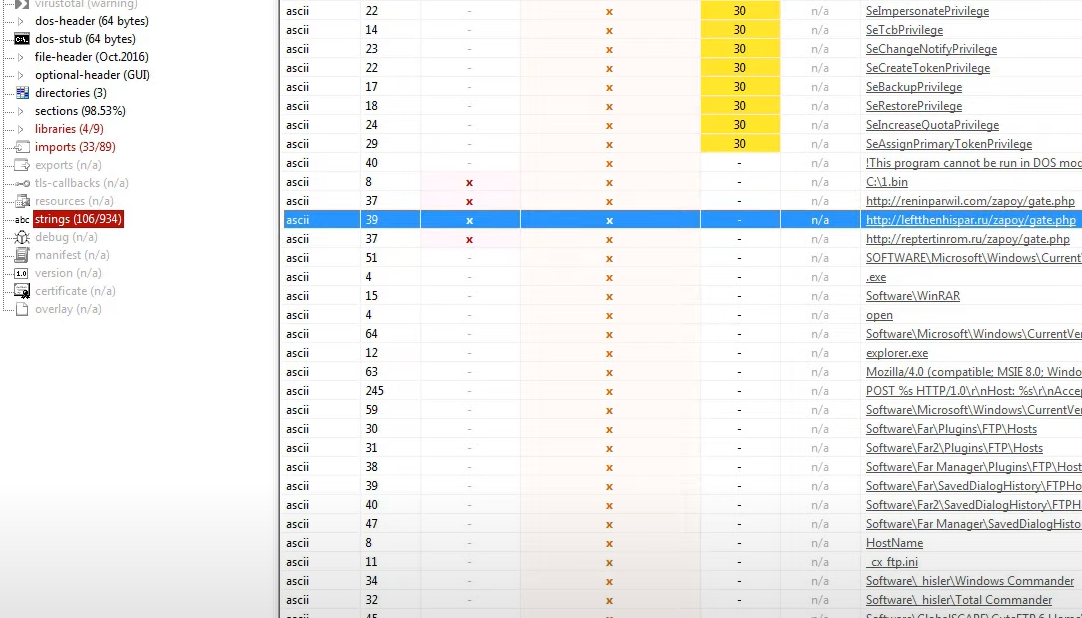 virustotal (warning)
dos-header (64 bytes)
dos-stub (64 bytes)
file-header (Oct.2016)
optional-header (GUI)
directories (3)
sections (98.53%)
libraries (4/9)
imports (33/89)
exports (n/a)
tls-callbacks (n/a)
resources (n/a)
abc strings (106/934)
debug (n/a)
manifest (n/a)
1.0 version (n/a)
certificate (n/a)
overlay (n/a)
ascii 22 - x 30 n/a SeImpersonatePrivilege
ascii 14 - x 30 n/a SeTcbPrivilege
ascii 23 - x 30 n/a SeChangeNotifyPrivilege
ascii 22 - x 30 n/a SeCreateTokenPrivilege
ascii 17 - x 30 n/a SeBackupPrivilege
ascii 18 - x 30 n/a SeRestorePrivilege
ascii 24 - x 30 n/a SeIncreaseQuotaPrivilege
ascii 29 - x 30 n/a SeAssignPrimaryTokenPrivilege
ascii 40 - x - n/a !This program cannot be run in DOS mod
ascii 8 x x - n/a C:\1.bin
ascii 37 x x - n/a http://reninparwil.com/zapoy/gate.php
ascii 39 x x - n/a http://leftthenhispar.ru/zapoy/gate.php
ascii 37 x x - n/a http://reptertinrom.ru/zapoy/gate.php
ascii 51 - x - n/a SOFTWARE\Microsoft\Windows\Current
ascii 4 - x - n/a .exe
ascii 15 - x - n/a Software\WinRAR
ascii 4 - x - n/a open
ascii 64 - x - n/a Software\Microsoft\Windows\CurrentVer
ascii 12 - x - n/a explorer.exe
ascii 63 - x - n/a Mozilla/4.0 (compatible; MSIE 8.0; Windo
ascii 245 - x - n/a POST %s HTTP/1.0\r\nHost: %s\r\nAccep
ascii 59 - x - n/a Software\Microsoft\Windows\CurrentVer
ascii 30 - x - n/a Software\Far\Plugins\FTP\Hosts
ascii 31 - x - n/a Software\Far2\Plugins\FTP\Hosts
ascii 38 - x - n/a Software\Far Manager\Plugins\FTP\Host
ascii 39 - x - n/a Software\Far\SavedDialogHistory\FTPHo
ascii 40 - x - n/a Software\Far2\SavedDialogHistory\FTPH
ascii 47 - x - n/a Software\Far Manager\SavedDialogHisto
ascii 8 - x - n/a HostName
ascii 11 - x - n/a _cx_ftp.ini
ascii 34 - x - n/a Software\_hisler\Windows Commander
ascii 32 - x - n/a Software\_hisler\Total Commander
ascii 45